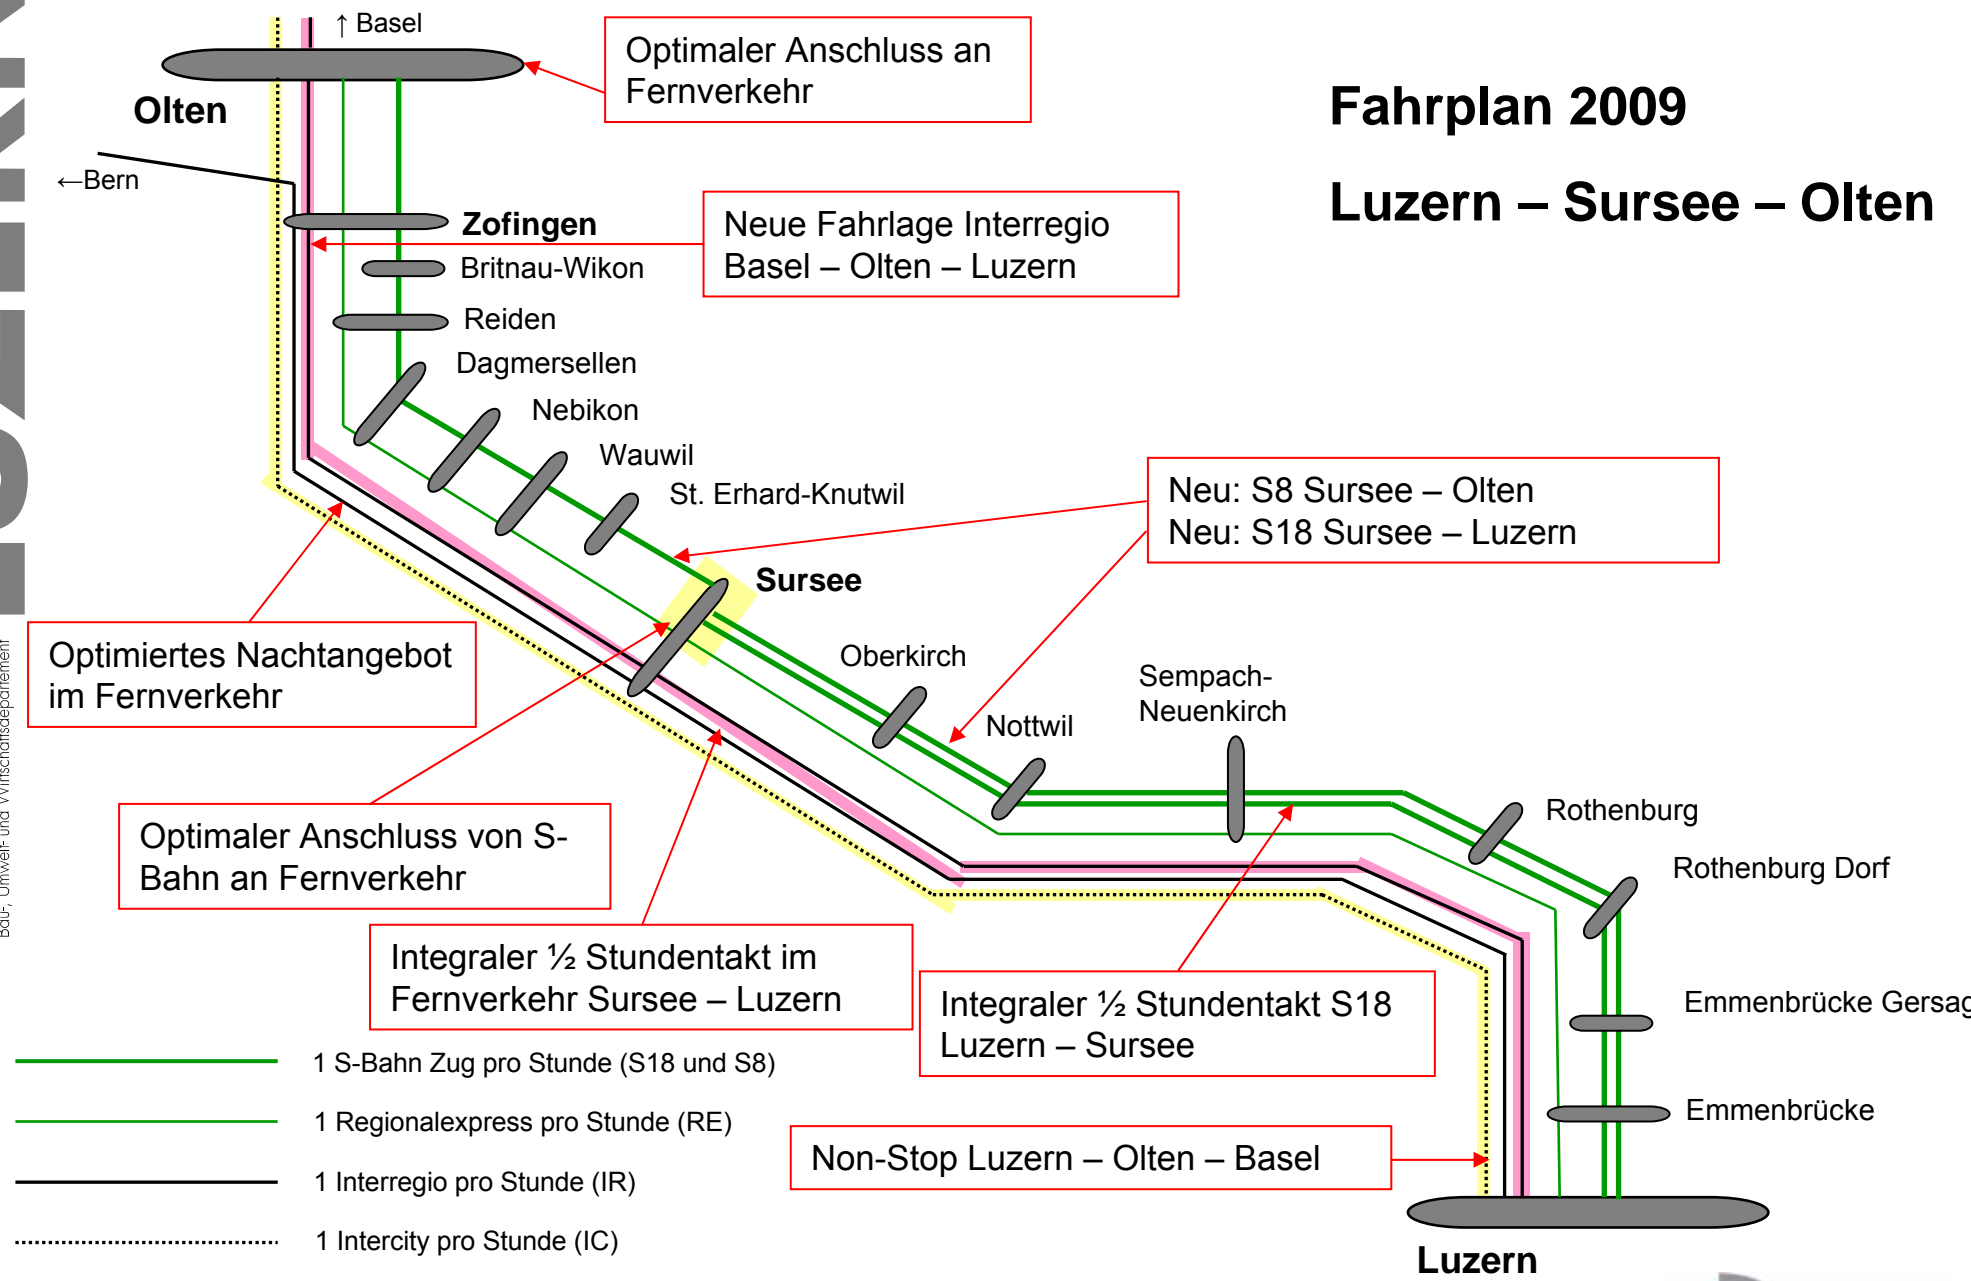 ↑ Basel
Optimaler Anschluss an
Fernverkehr
Fahrplan 2009
Luzern – Sursee – Olten
Olten
←Bern
Zofingen
Neue Fahrlage Interregio
Basel – Olten – Luzern
Britnau-Wikon
Reiden
Dagmersellen
Nebikon
Wauwil
St. Erhard-Knutwil
Neu: S8 Sursee – Olten
Neu: S18 Sursee – Luzern
Sursee
Optimiertes Nachtangebot
im Fernverkehr
Oberkirch
Sempach-
Neuenkirch
Nottwil
Rothenburg
Optimaler Anschluss von S-
Bahn an Fernverkehr
Rothenburg Dorf
Integraler ½ Stundentakt im
Fernverkehr Sursee – Luzern
Integraler ½ Stundentakt S18
Luzern – Sursee
Emmenbrücke Gersag
1 S-Bahn Zug pro Stunde (S18 und S8)
1 Regionalexpress pro Stunde (RE)
Emmenbrücke
Non-Stop Luzern – Olten – Basel
1 Interregio pro Stunde (IR)
1 Intercity pro Stunde (IC)
Luzern
Bau-, Umwelt- und Wirtschaftsdepartement